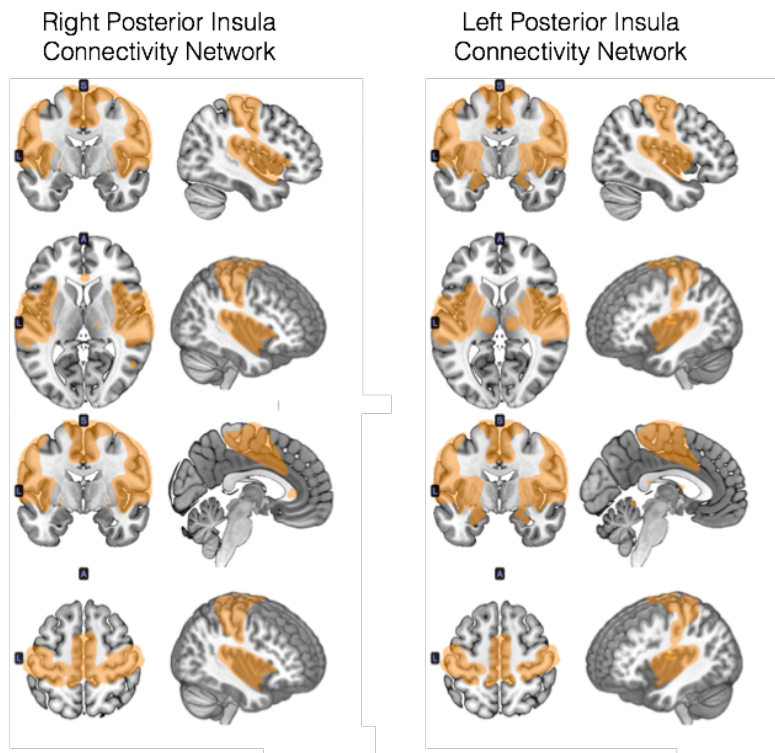 Right Posterior Insula
Connectivity Network
Left Posterior Insula
Connectivity Network
S
L
A
L
S
L
A
L
S
L
A
L
S
L
A
L